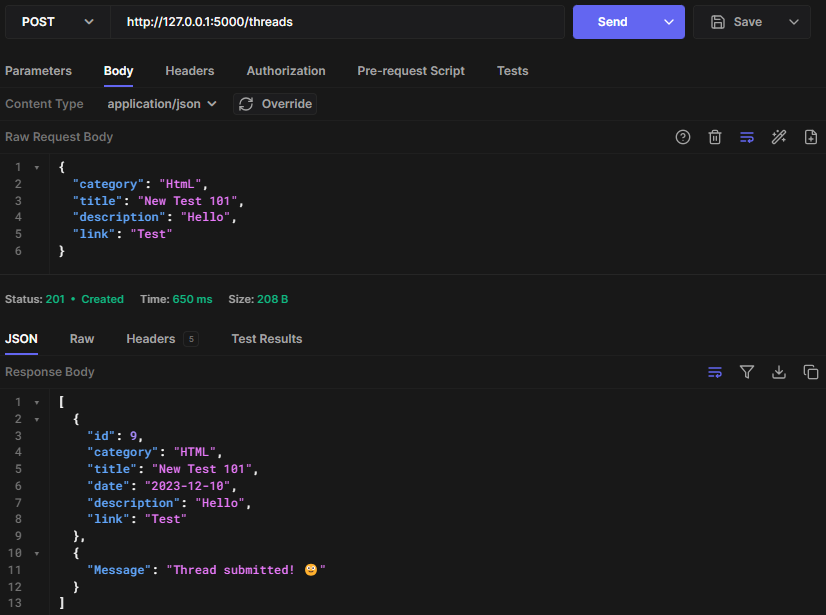 POST http://127.0.0.1:5000/threads Send Save
Parameters Body Headers Authorization Pre-request Script Tests
Content Type application/json Override
Raw Request Body
1 {
2 "category": "HtmL",
3 "title": "New Test 101",
4 "description": "Hello",
5 "link": "Test"
6 }
Status: 201 • Created Time: 650 ms Size: 208 B
JSON Raw Headers 5 Test Results
Response Body
1 [
2 {
3 "id": 9,
4 "category": "HTML",
5 "title": "New Test 101",
6 "date": "2023-12-10",
7 "description": "Hello",
8 "link": "Test"
9 },
10 {
11 "Message": "Thread submitted! 😳"
12 }
13 ]